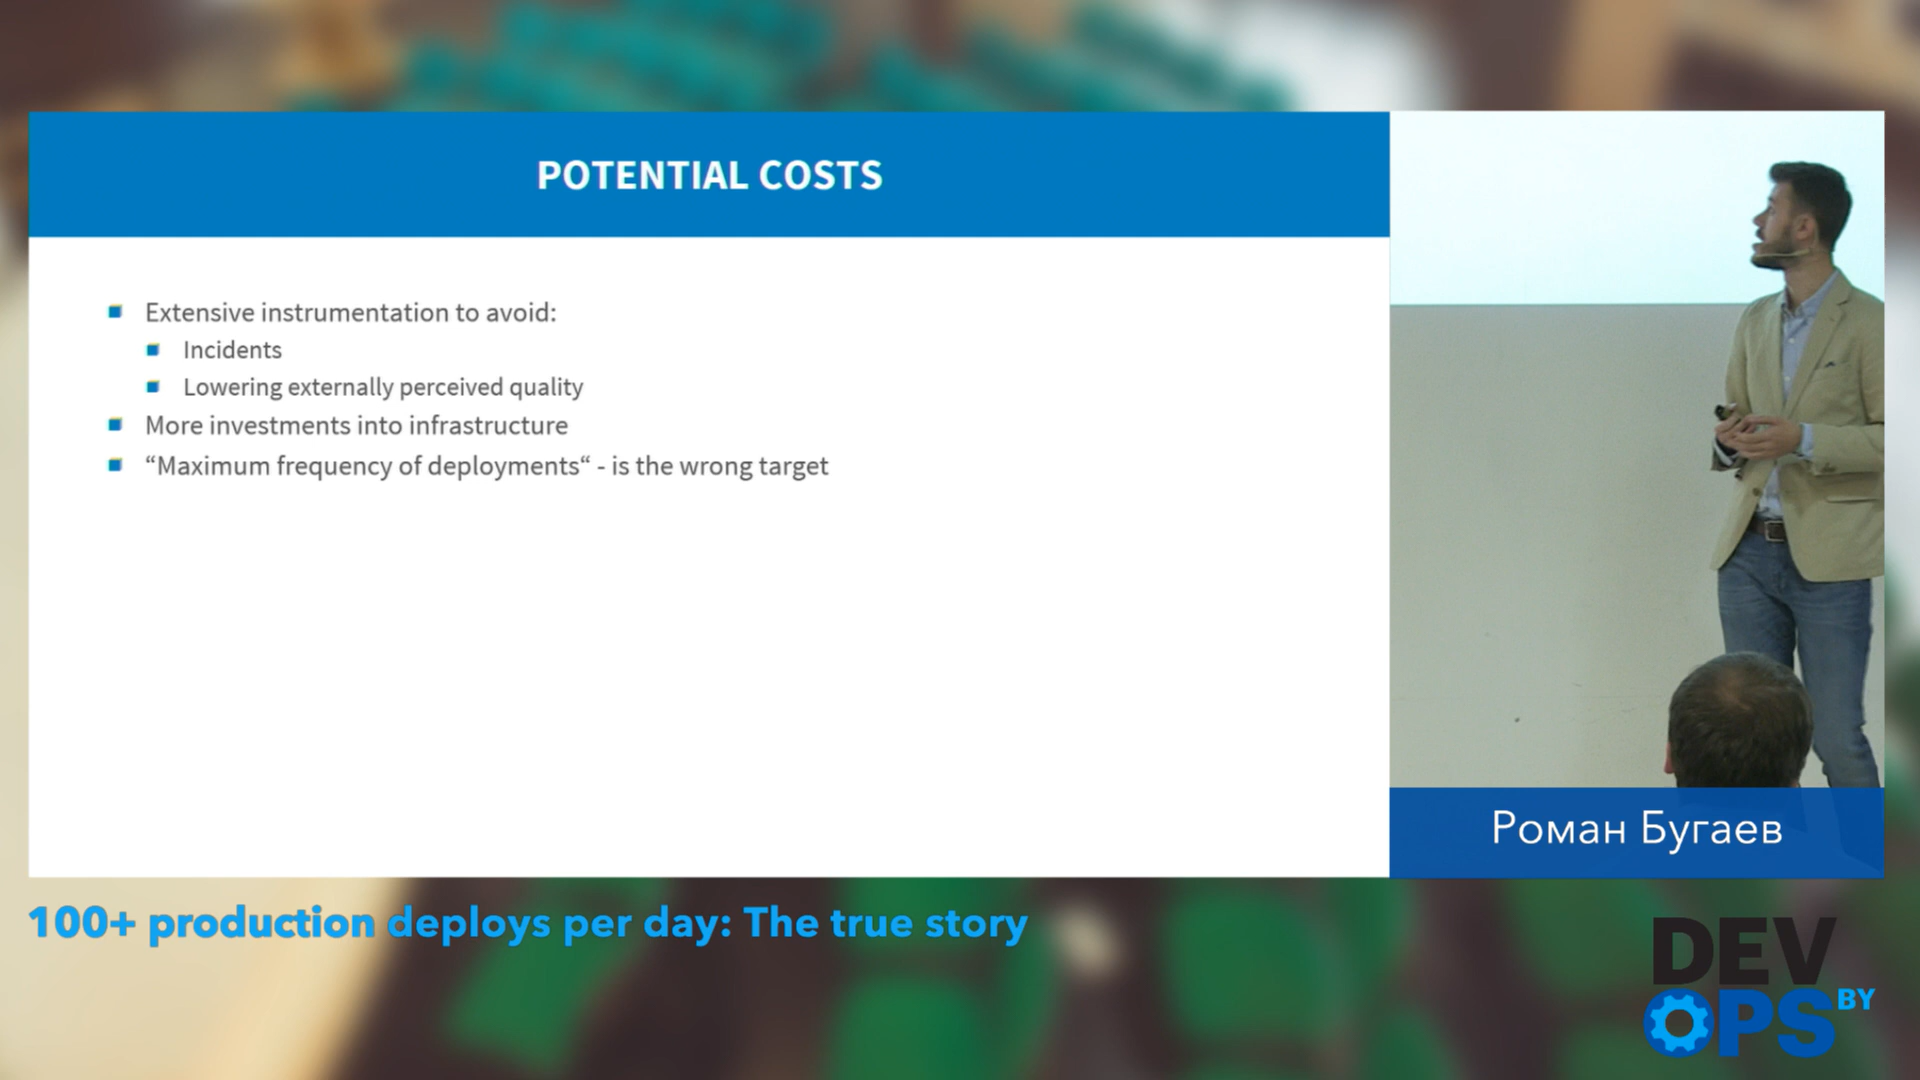 POTENTIAL COSTS
Extensive instrumentation to avoid:
Incidents
Lowering externally perceived quality
More investments into infrastructure
“Maximum frequency of deployments“ - is the wrong target
Роман Бугаев
100+ production deploys per day: The true story
DEV
OPS BY